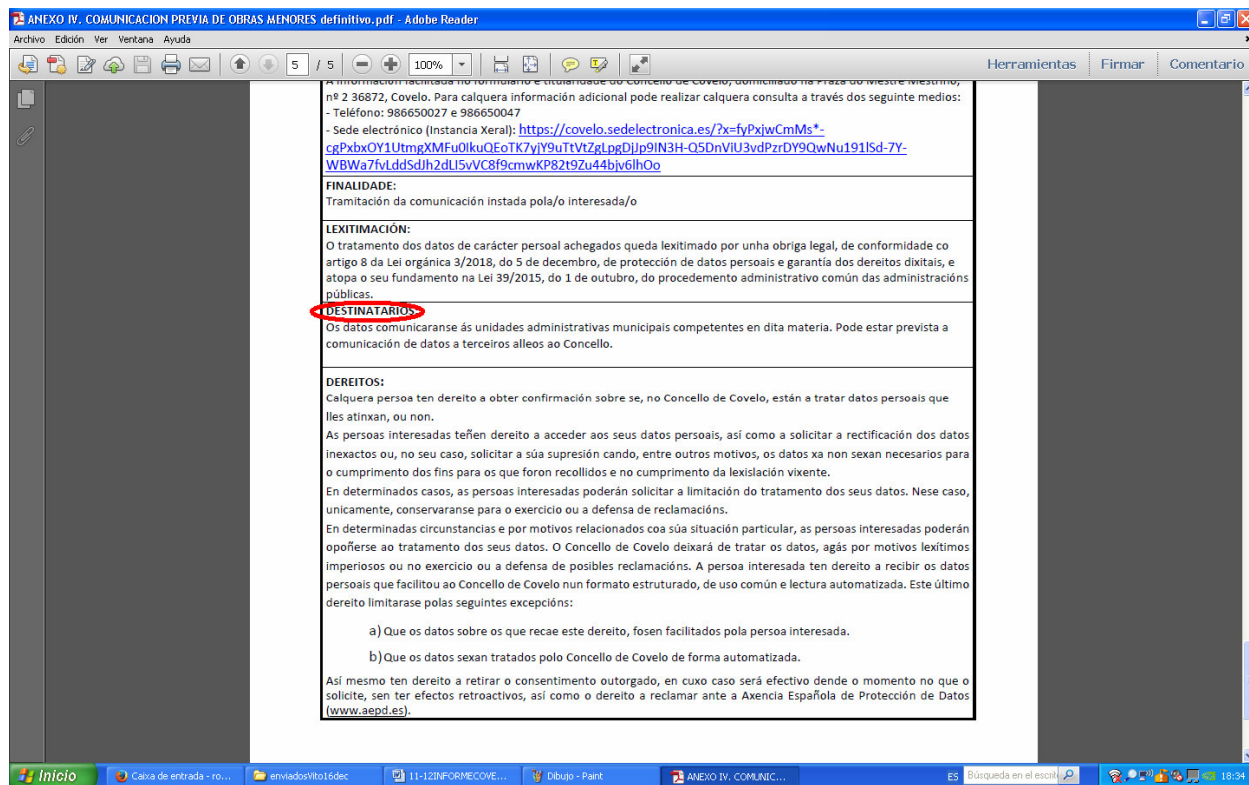 ANEXO IV. COMUNICACION PREVIA DE OBRAS MENORES definitivo.pdf - Adobe Reader
Archivo Edición Ver Ventana Ayuda
5 / 5 100% Herramientas Firmar Comentario
A información facilitada no formulario é titularidade do Concello de Covelo, domiciliado na Praza do Mestre Mestriño,
nº 2 36872, Covelo. Para calquera información adicional pode realizar calquera consulta a través dos seguinte medios:
- Teléfono: 986650027 e 986650047
- Sede electrónico (Instancia Xeral): https://covelo.sedelectronica.es/?x=fyPxjwCmMs*-
cgPxbxOY1UtmgXMFu0lkuQEoTK7yjY9uTtVtZgLpgDjJp9IN3H-Q5DnViU3vdPzrDY9QwNu191lSd-7Y-
WBWa7fvLddSdJh2dLI5vVC8f9cmwKP82t9Zu44bjv6lhOo
FINALIDADE:
Tramitación da comunicación instada pola/o interesada/o
LEXITIMACIÓN:
O tratamento dos datos de carácter persoal achegados queda lexitimado por unha obriga legal, de conformidade co
artigo 8 da Lei orgánica 3/2018, do 5 de decembro, de protección de datos persoais e garantía dos dereitos dixitais, e
atopa o seu fundamento na Lei 39/2015, do 1 de outubro, do procedemento administrativo común das administracións
públicas.
DESTINATARIOS:
Os datos comunicaranse ás unidades administrativas municipais competentes en dita materia. Pode estar prevista a
comunicación de datos a terceiros alleos ao Concello.
DEREITOS:
Calquera persoa ten dereito a obter confirmación sobre se, no Concello de Covelo, están a tratar datos persoais que
lles atinxan, ou non.
As persoas interesadas teñen dereito a acceder aos seus datos persoais, así como a solicitar a rectificación dos datos
inexactos ou, no seu caso, solicitar a súa supresión cando, entre outros motivos, os datos xa non sexan necesarios para
o cumprimento dos fins para os que foron recollidos e no cumprimento da lexislación vixente.
En determinados casos, as persoas interesadas poderán solicitar a limitación do tratamento dos seus datos. Nese caso,
unicamente, conservaranse para o exercicio ou a defensa de reclamacións.
En determinadas circunstancias e por motivos relacionados coa súa situación particular, as persoas interesadas poderán
opoñerse ao tratamento dos seus datos. O Concello de Covelo deixará de tratar os datos, agás por motivos lexítimos
imperiosos ou no exercicio ou a defensa de posibles reclamacións. A persoa interesada ten dereito a recibir os datos
persoais que facilitou ao Concello de Covelo nun formato estruturado, de uso común e lectura automatizada. Este último
dereito limitarase polas seguintes excepcións:
a) Que os datos sobre os que recae este dereito, fosen facilitados pola persoa interesada.
b) Que os datos sexan tratados polo Concello de Covelo de forma automatizada.
Así mesmo ten dereito a retirar o consentimento outorgado, en cuxo caso será efectivo dende o momento no que o
solicite, sen ter efectos retroactivos, así como o dereito a reclamar ante a Axencia Española de Protección de Datos
(www.aepd.es).
Inicio Caixa de entrada - ro... enviadosVito16dec 11-12INFORMECOVE... Dibujo - Paint ANEXO IV. COMUNIC... ES Búsqueda en el escrit 18:34